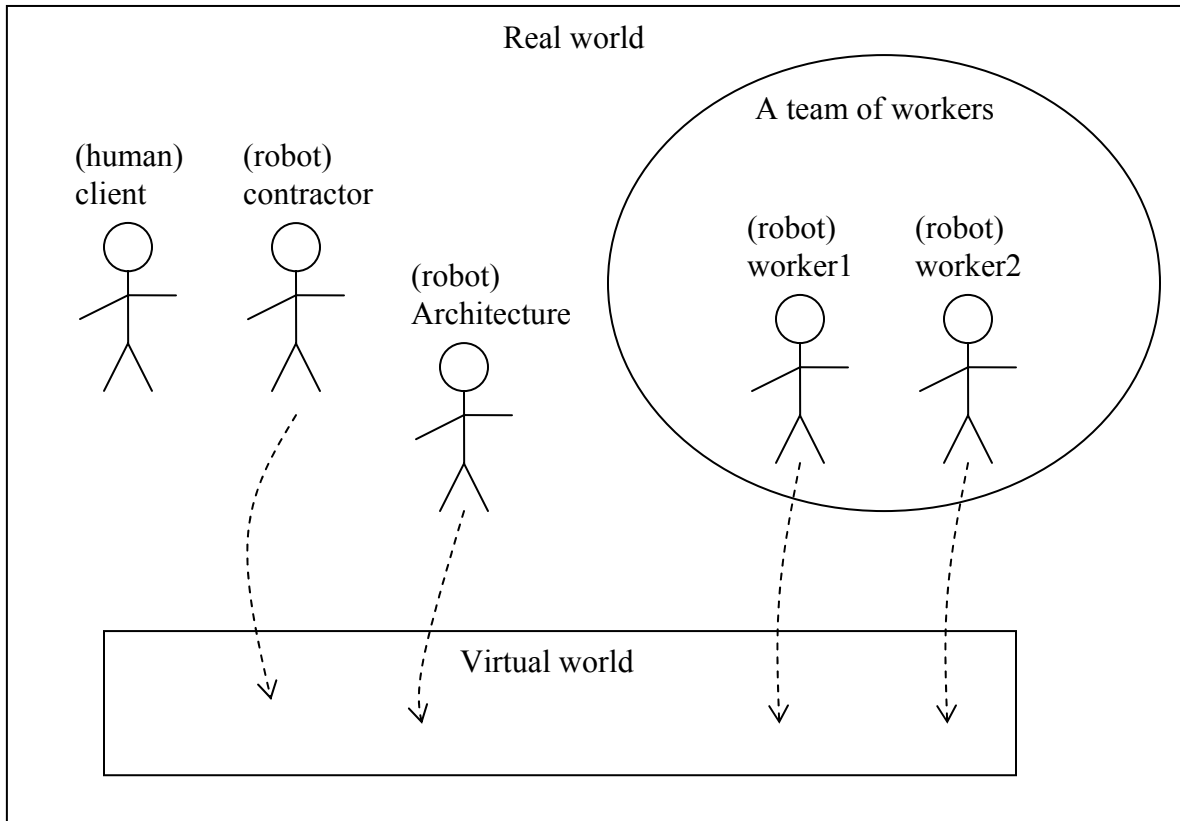 Real world
A team of workers
(human)
client
(robot)
contractor
(robot)
Architecture
(robot)
worker1
(robot)
worker2
Virtual world